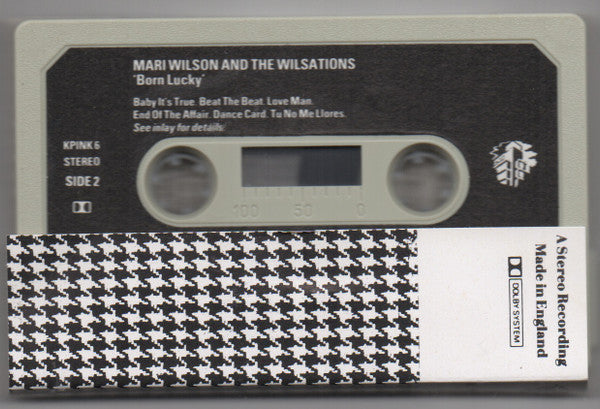 MARI WILSON AND THE WILSATIONS
'Born Lucky'
Baby It's True. Beat The Beat. Love Man.
End Of The Affair. Dance Card. Tu No Me Llores.
See inlay for details.
KPINK 6
STEREO
SIDE 2
100 50 0
A Stereo Recording
Made in England
DOLBY SYSTEM